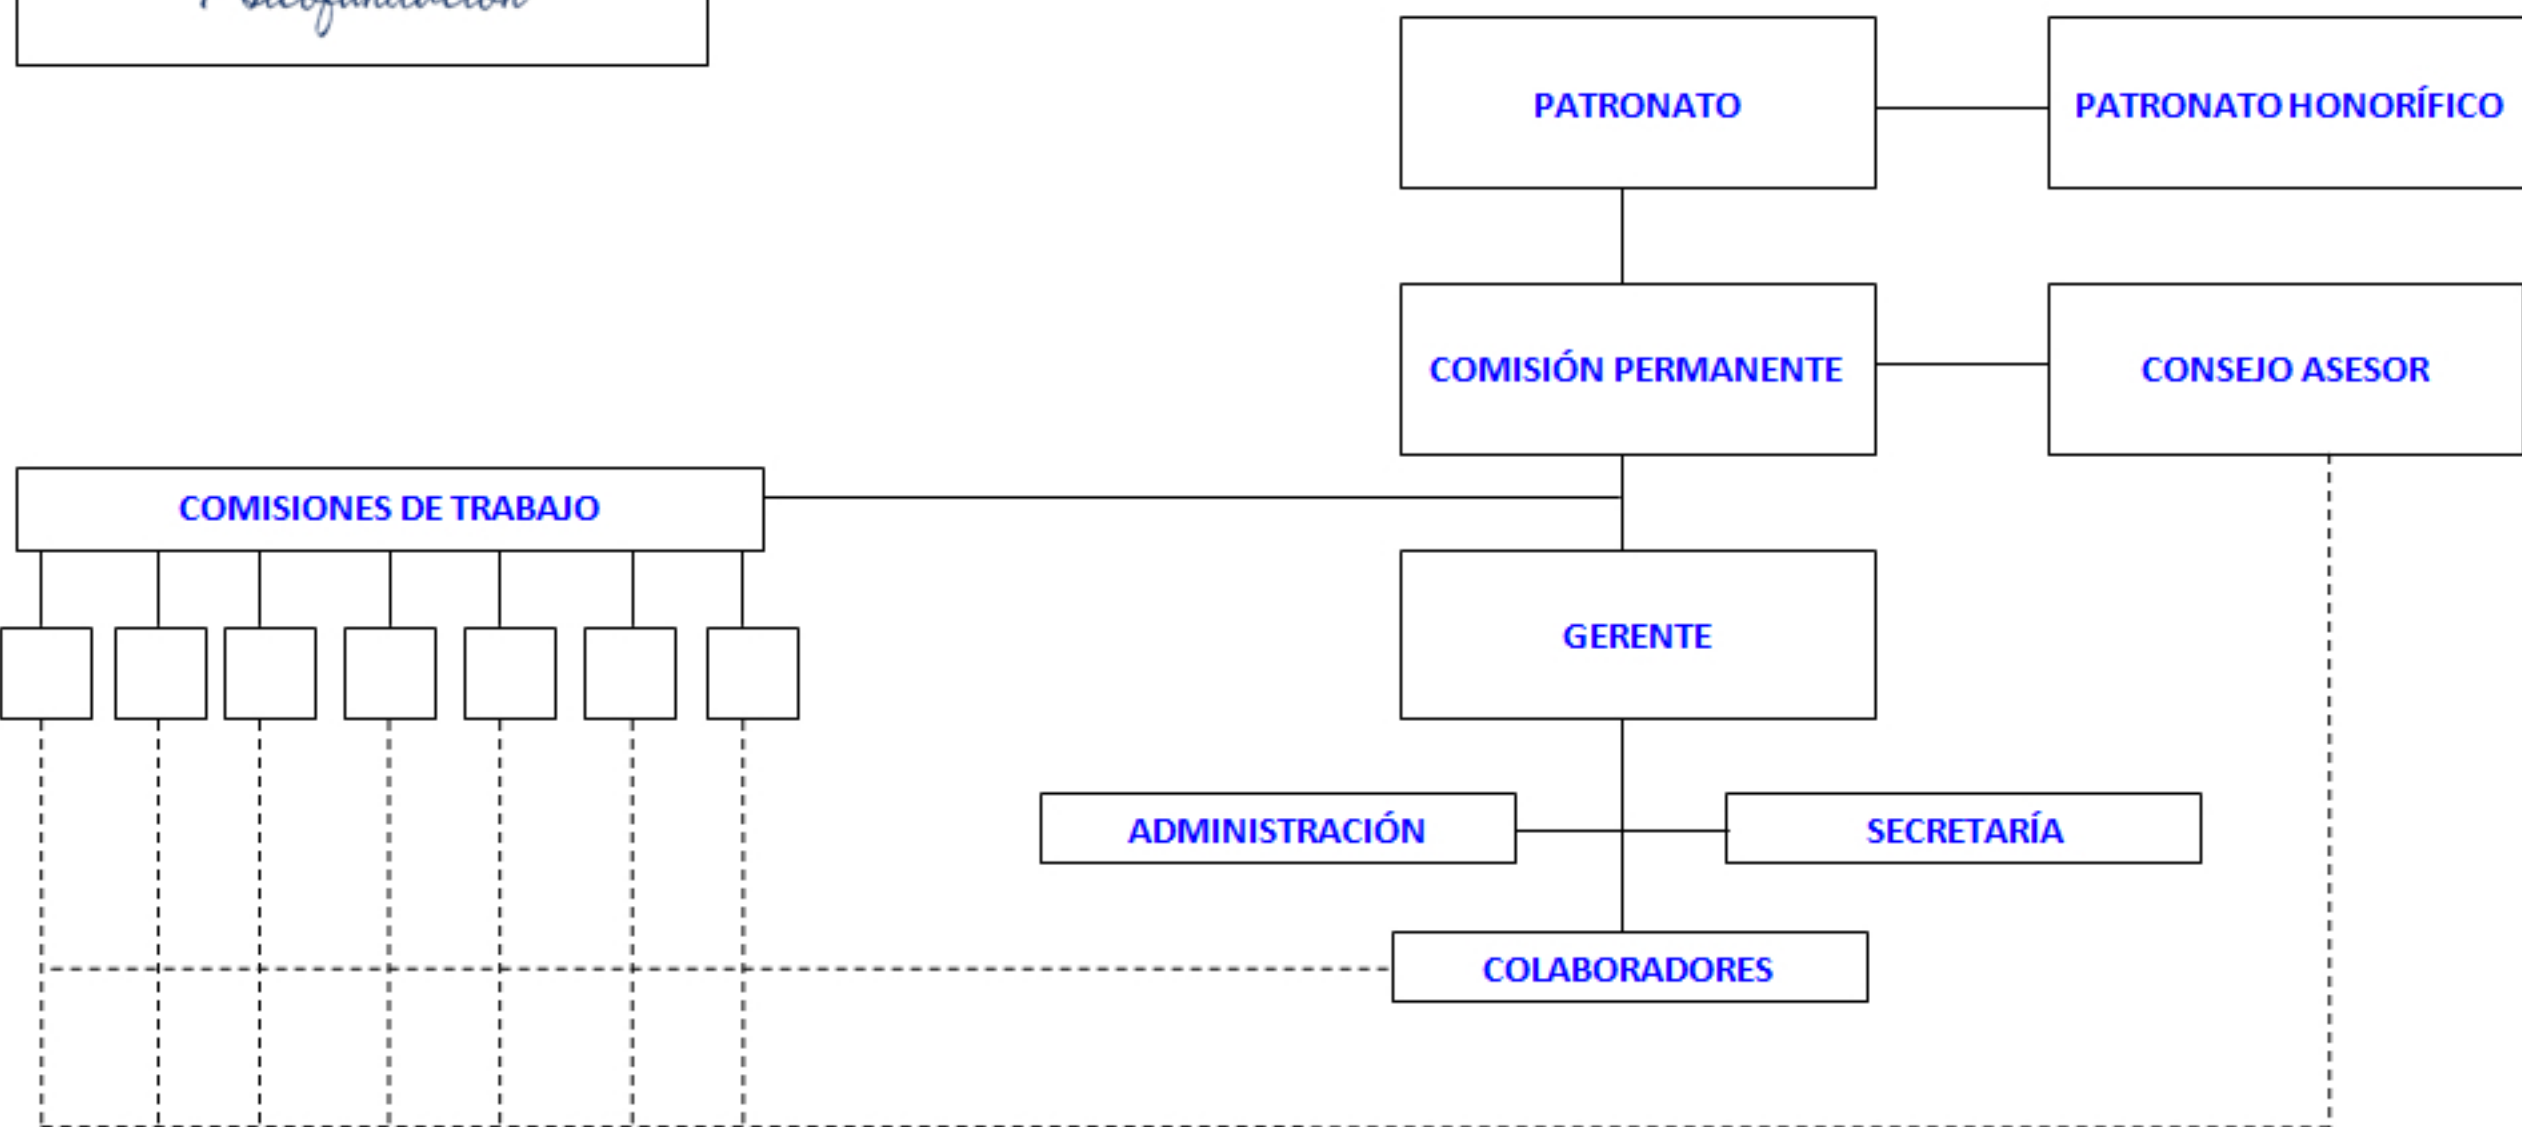 PATRONATO
PATRONATO HONORÍFICO
COMISIÓN PERMANENTE
CONSEJO ASESOR
COMISIONES DE TRABAJO
GERENTE
ADMINISTRACIÓN
SECRETARÍA
COLABORADORES